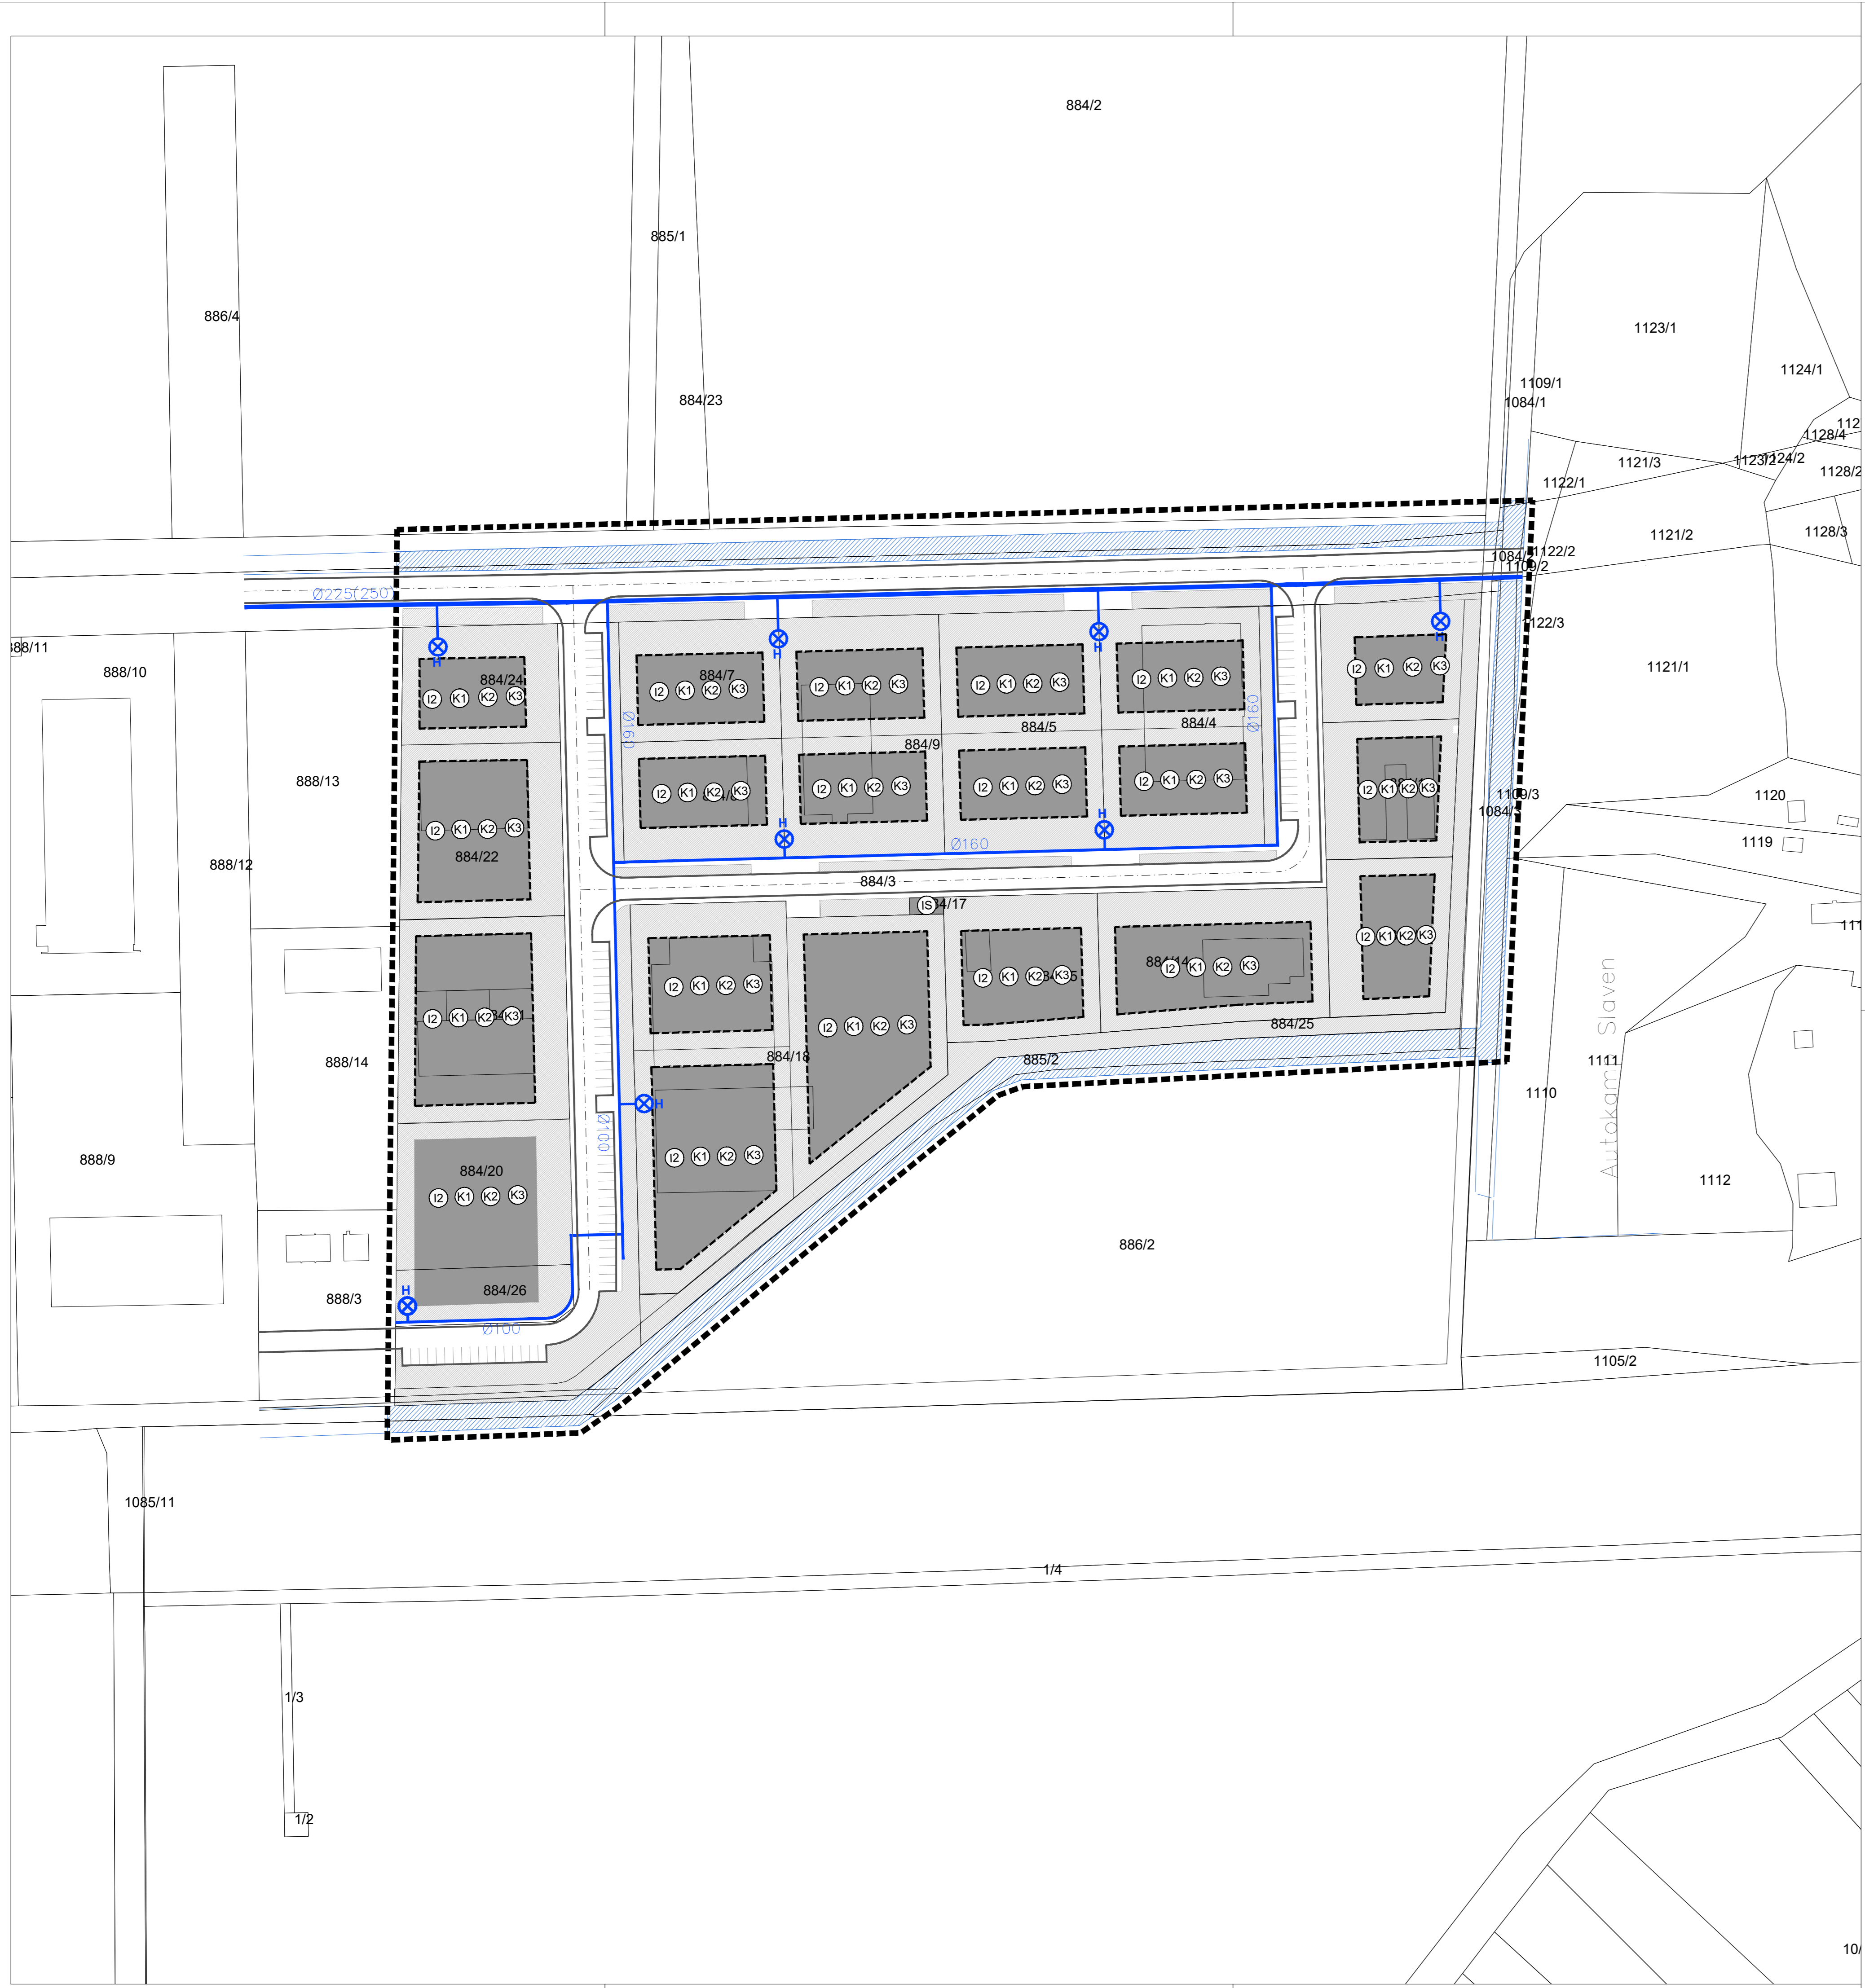 884/2
885/1
886/4
1123/1
1124/1
1109/1
884/23
1084/1
1128/4
1121/3
1123/2
1124/2
1128/2
1122/1
1121/2
1128/3
1122/2
1109/2
Ø225(250)
1122/3
H
H
H
H
888/11
888/10
1121/1
884/24
I2 K1 K2 K3
884/7
I2 K1 K2 K3
I2 K1 K2 K3
I2 K1 K2 K3
I2 K1 K2 K3
I2 K1 K2 K3
Ø160
884/9
884/5
884/4
Ø160
888/13
I2 K1 K2 K3
I2 K1 K2 K3
I2 K1 K2 K3
I2 K1 K2 K3
I2 K1 K2 K3
1109/3
1084/3
1120
H
H
I2 K1 K2 K3
884/22
Ø160
1119
888/12
884/3
IS
I2 K1 K2 K3
I2 K1 K2 K3
I2 K1 K2 K3
884/14
I2 K1 K2 K3
I2 K1 K2 K3
I2 K1 K2 K3
884/25
888/14
884/18
885/2
Autokamp Slaven
1111
1110
H
Ø100
888/9
884/20
I2 K1 K2 K3
I2 K1 K2 K3
1112
886/2
H
884/26
888/3
Ø100
1105/2
1085/11
1/4
1/3
1/2